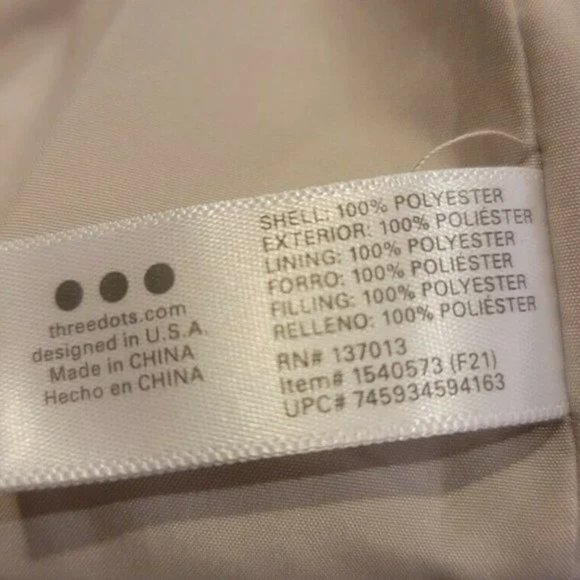 threedots.com
designed in U.S.A.
Made in CHINA
Hecho en CHINA
SHELL: 100% POLYESTER
EXTERIOR: 100% POLIÉSTER
LINING: 100% POLYESTER
FORRO: 100% POLIÉSTER
FILLING: 100% POLYESTER
RELLENO: 100% POLIÉSTER
RN# 137013
Item# 1540573 (F21)
UPC# 745934594163